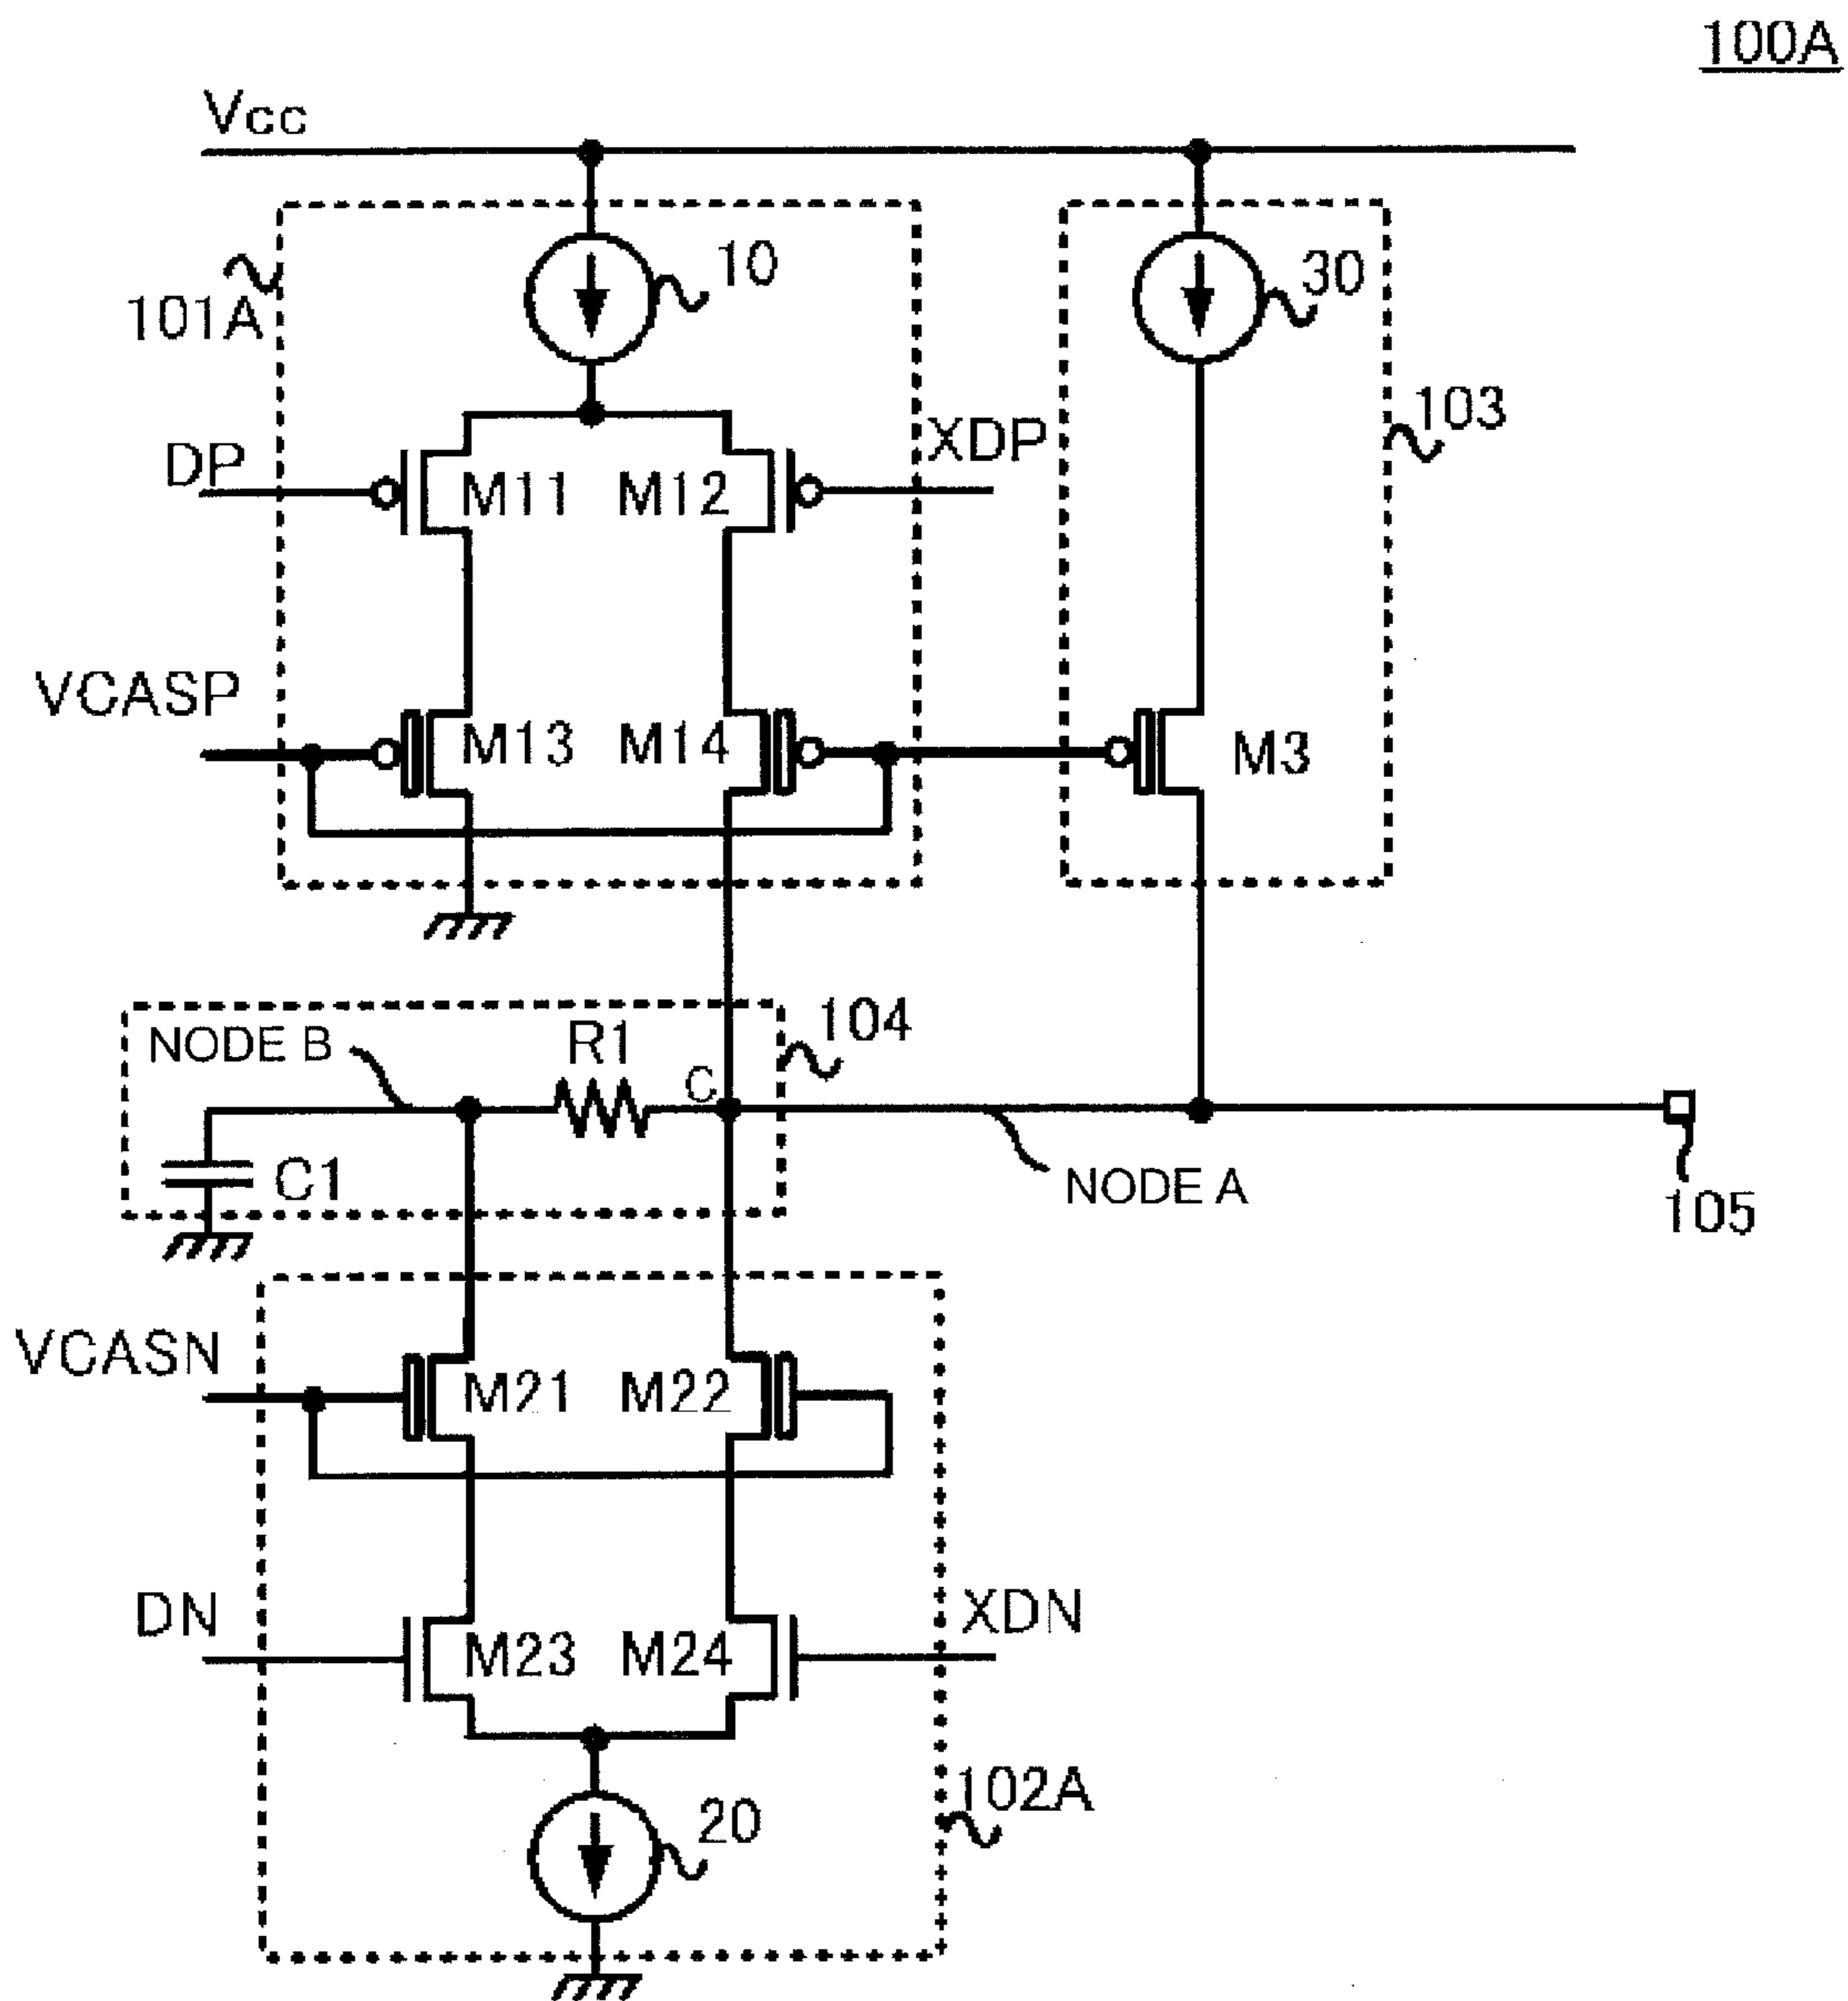 100A
Vcc
10
30
101A
103
DP
XDP
M11
M12
VCASP
M13
M14
M3
104
NODE B
R1
C
C1
NODE A
105
VCASN
M21
M22
DN
XDN
M23
M24
102A
20